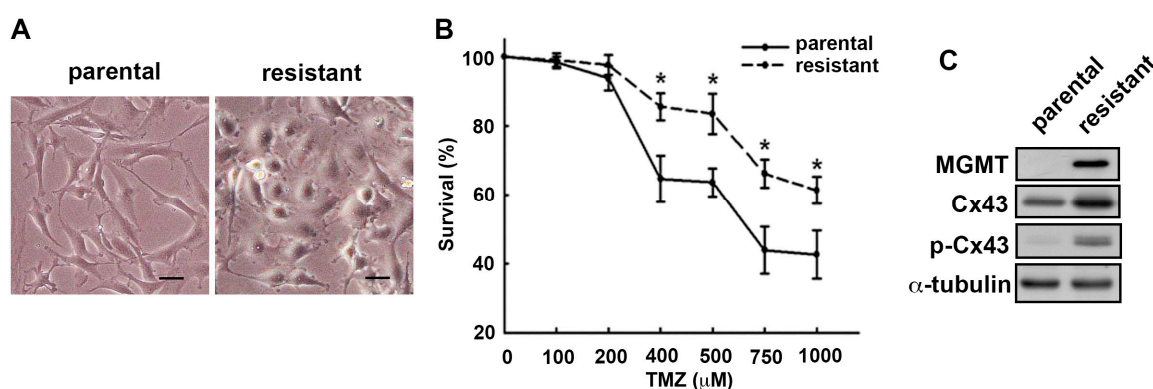 A
parental
resistant
B
parental
resistant
100
80
60
40
20
Survival (%)
*
*
*
*
0 100 200 400 500 750 1000
TMZ (μM)
C
parental
resistant
MGMT
Cx43
p-Cx43
α-tubulin